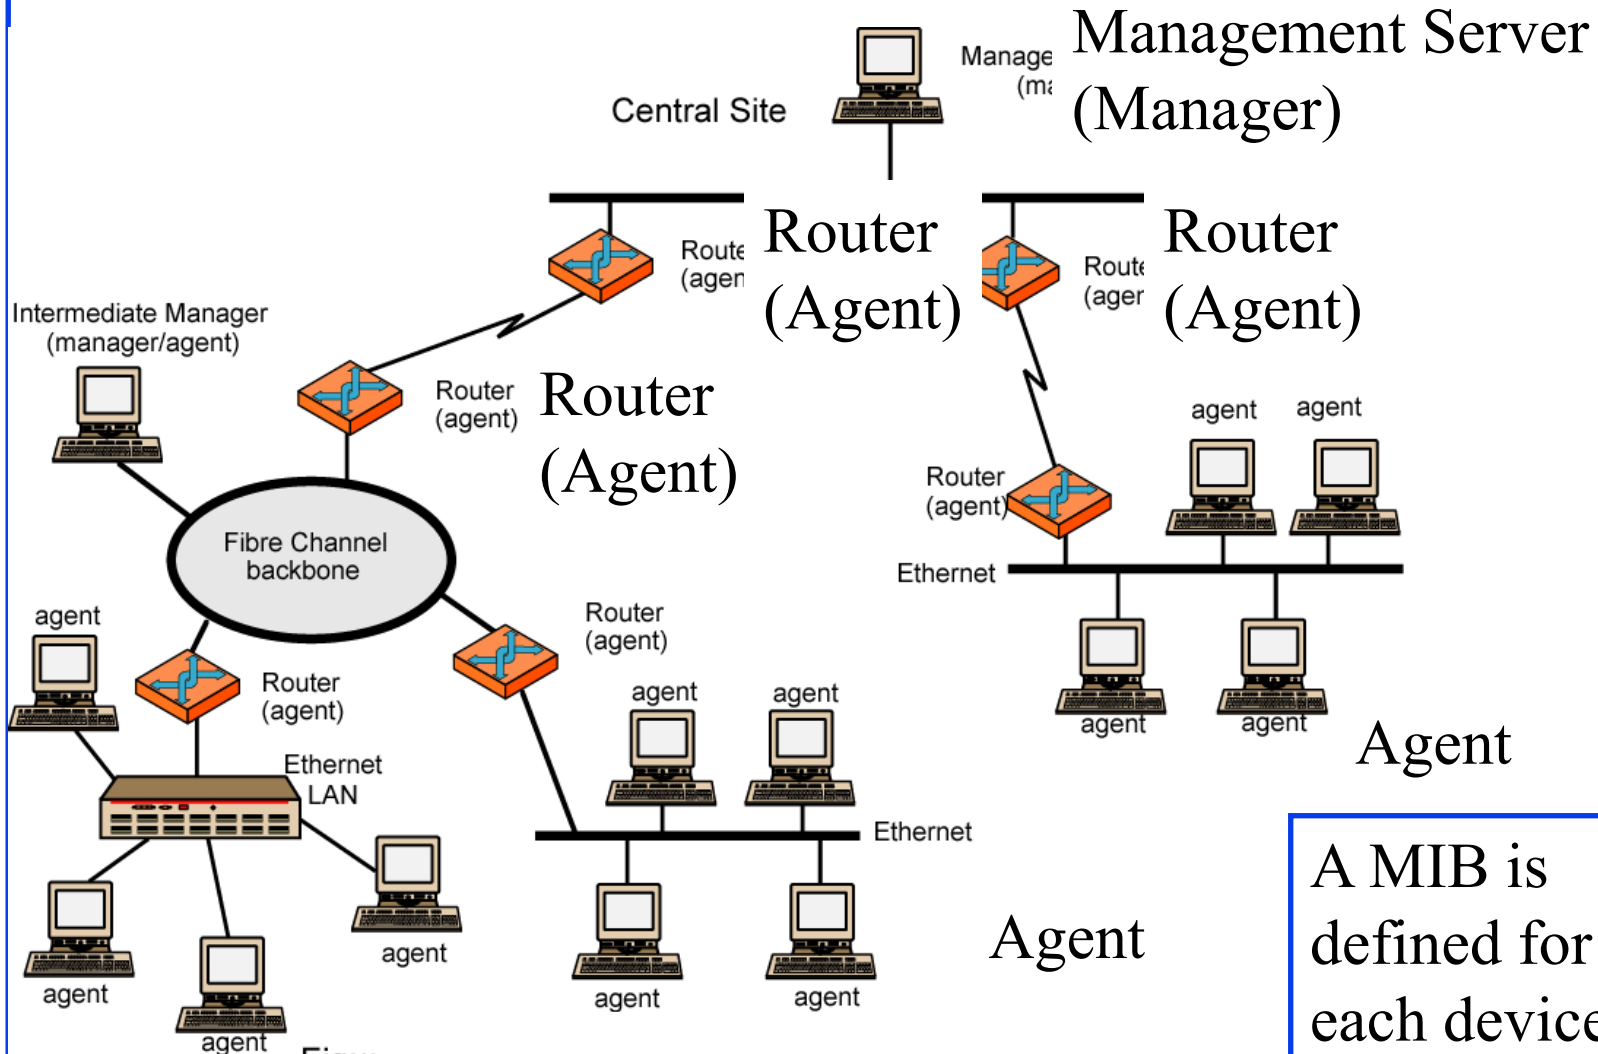 Management Server
(Manager)
Central Site
Router
(Agent)
Router
(Agent)
Intermediate Manager
(manager/agent)
Router
(agent)
Router
(Agent)
agent
agent
Router
(agent)
Fibre Channel
backbone
Ethernet
agent
Router
(agent)
Router
(agent)
agent
agent
agent
agent
Agent
Ethernet
LAN
Ethernet
A MIB is
defined for
each device
Agent
agent
agent
agent
agent
agent